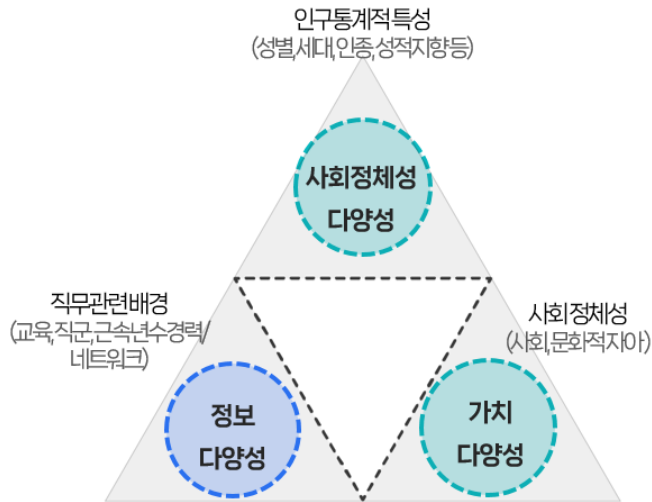 인구통계적 특성
(성별,세대,인종,성적지향 등)
사회정체성
다양성
직무관련 배경
(교육,직군,근속년수경력/
네트워크)
사회 정체성
(사회,문화적 자아)
정보
다양성
가치
다양성